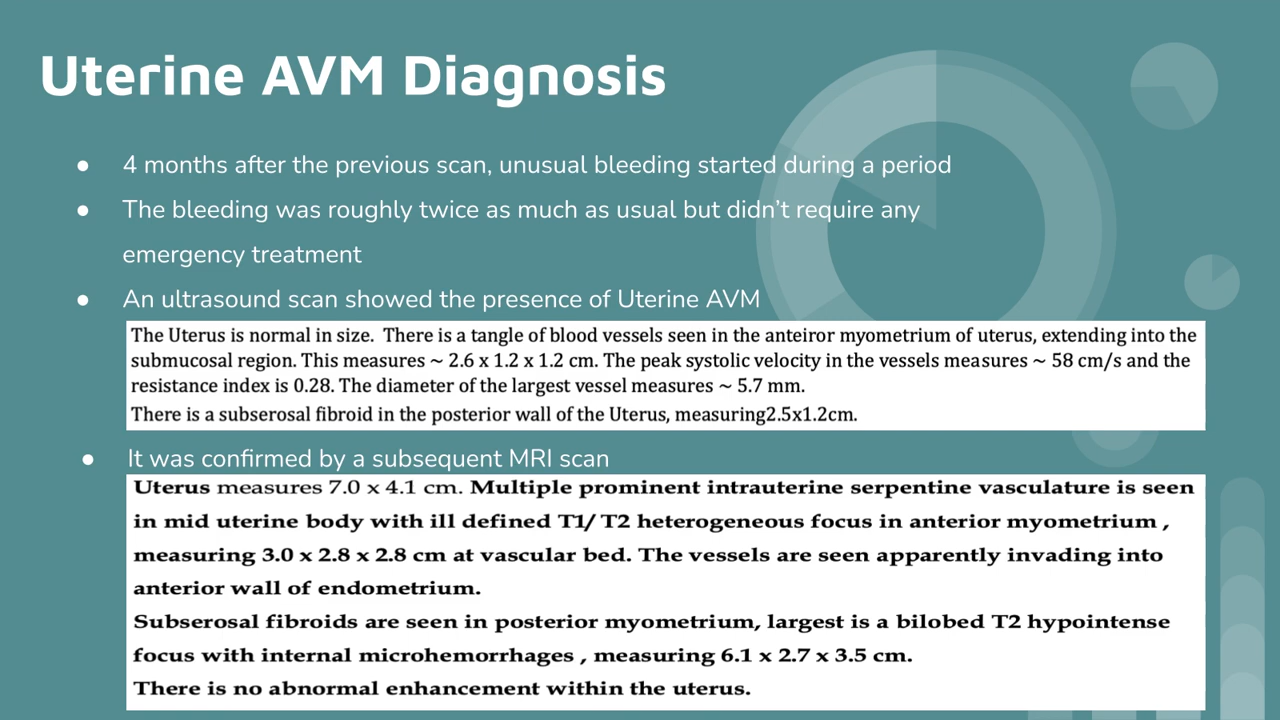 Uterine AVM Diagnosis
● 4 months after the previous scan, unusual bleeding started during a period
● The bleeding was roughly twice as much as usual but didn’t require any
emergency treatment
● An ultrasound scan showed the presence of Uterine AVM
The Uterus is normal in size. There is a tangle of blood vessels seen in the anteiror myometrium of uterus, extending into the
submucosal region. This measures ~ 2.6 x 1.2 x 1.2 cm. The peak systolic velocity in the vessels measures ~ 58 cm/s and the
resistance index is 0.28. The diameter of the largest vessel measures ~ 5.7 mm.
There is a subserosal fibroid in the posterior wall of the Uterus, measuring2.5x1.2cm.
● It was confirmed by a subsequent MRI scan
Uterus measures 7.0 x 4.1 cm. Multiple prominent intrauterine serpentine vasculature is seen
in mid uterine body with ill defined T1/ T2 heterogeneous focus in anterior myometrium ,
measuring 3.0 x 2.8 x 2.8 cm at vascular bed. The vessels are seen apparently invading into
anterior wall of endometrium.
Subserosal fibroids are seen in posterior myometrium, largest is a bilobed T2 hypointense
focus with internal microhemorrhages , measuring 6.1 x 2.7 x 3.5 cm.
There is no abnormal enhancement within the uterus.